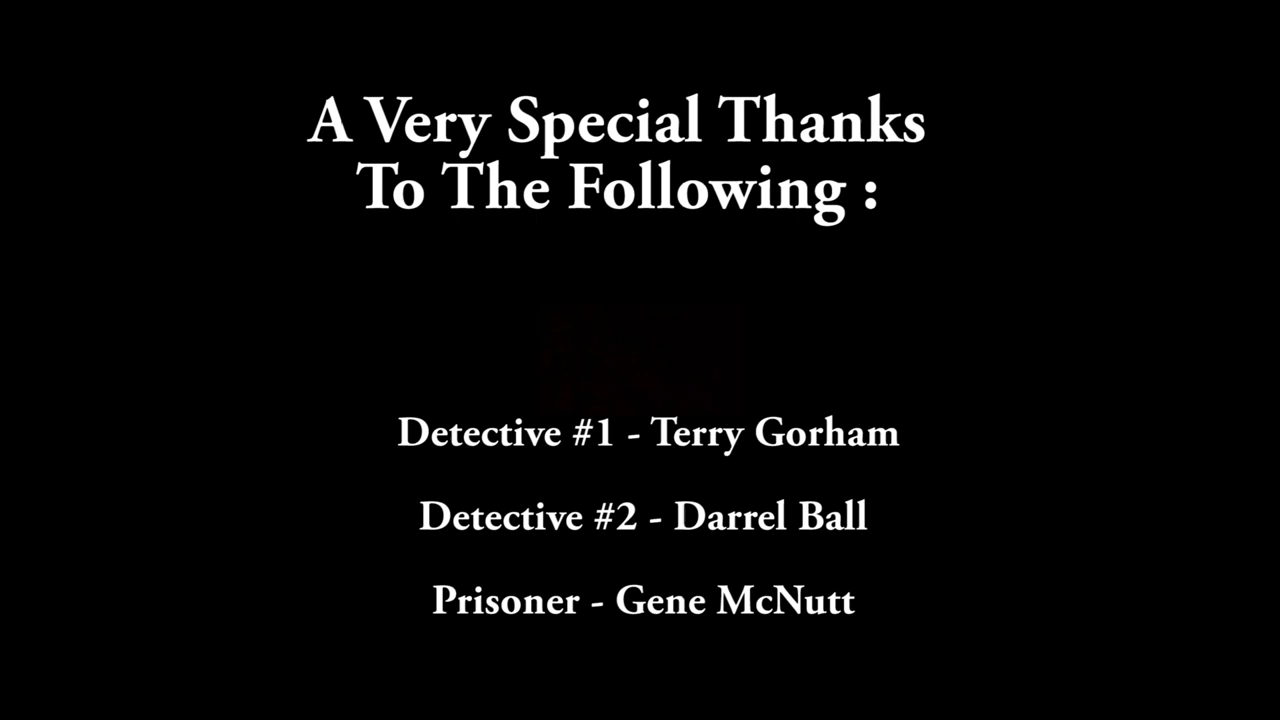 A Very Special Thanks
To The Following :
Detective #1 - Terry Gorham
Detective #2 - Darrel Ball
Prisoner - Gene McNutt